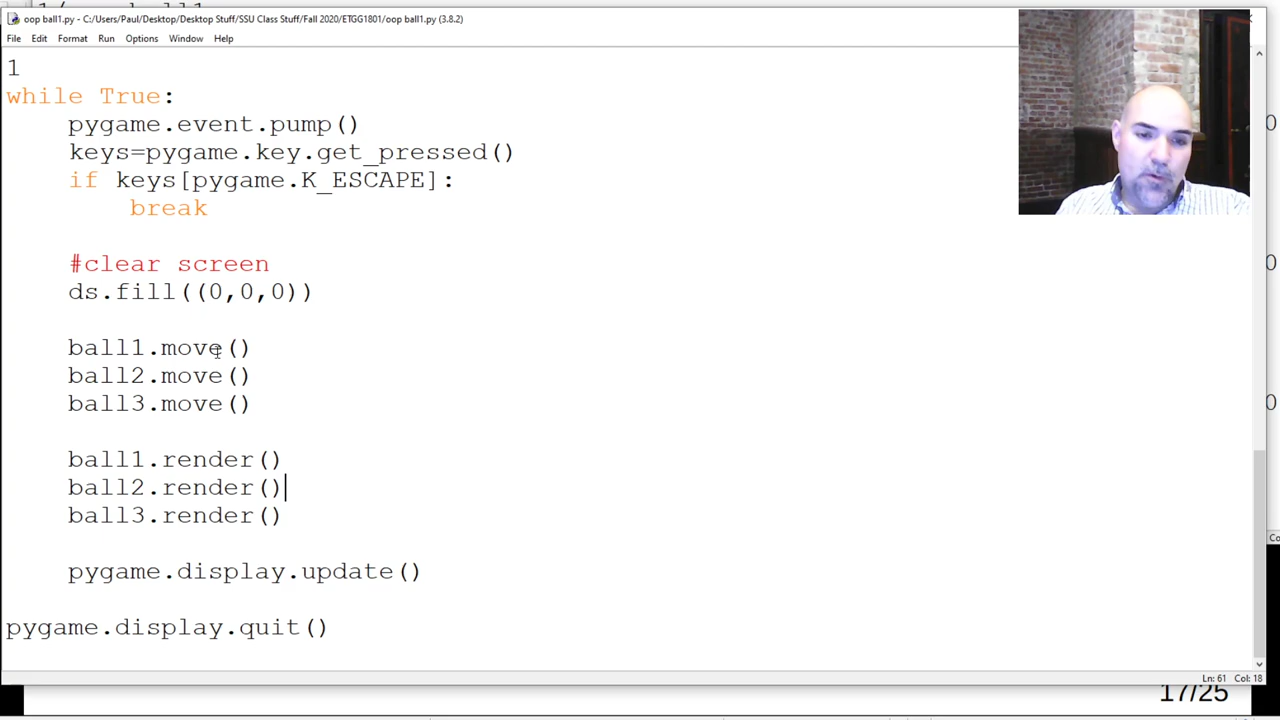 oop ball1.py - C:/Users/Paul/Desktop/Desktop Stuff/SSU Class Stuff/Fall 2020/ETGG1801/oop ball1.py (3.8.2)
File Edit Format Run Options Window Help
1
while True:
    pygame.event.pump()
    keys=pygame.key.get_pressed()
    if keys[pygame.K_ESCAPE]:
        break
    #clear screen
    ds.fill((0,0,0))
    ball1.move()
    ball2.move()
    ball3.move()
    ball1.render()
    ball2.render()
    ball3.render()
    pygame.display.update()
pygame.display.quit()
Ln: 61 Col: 18
17/25